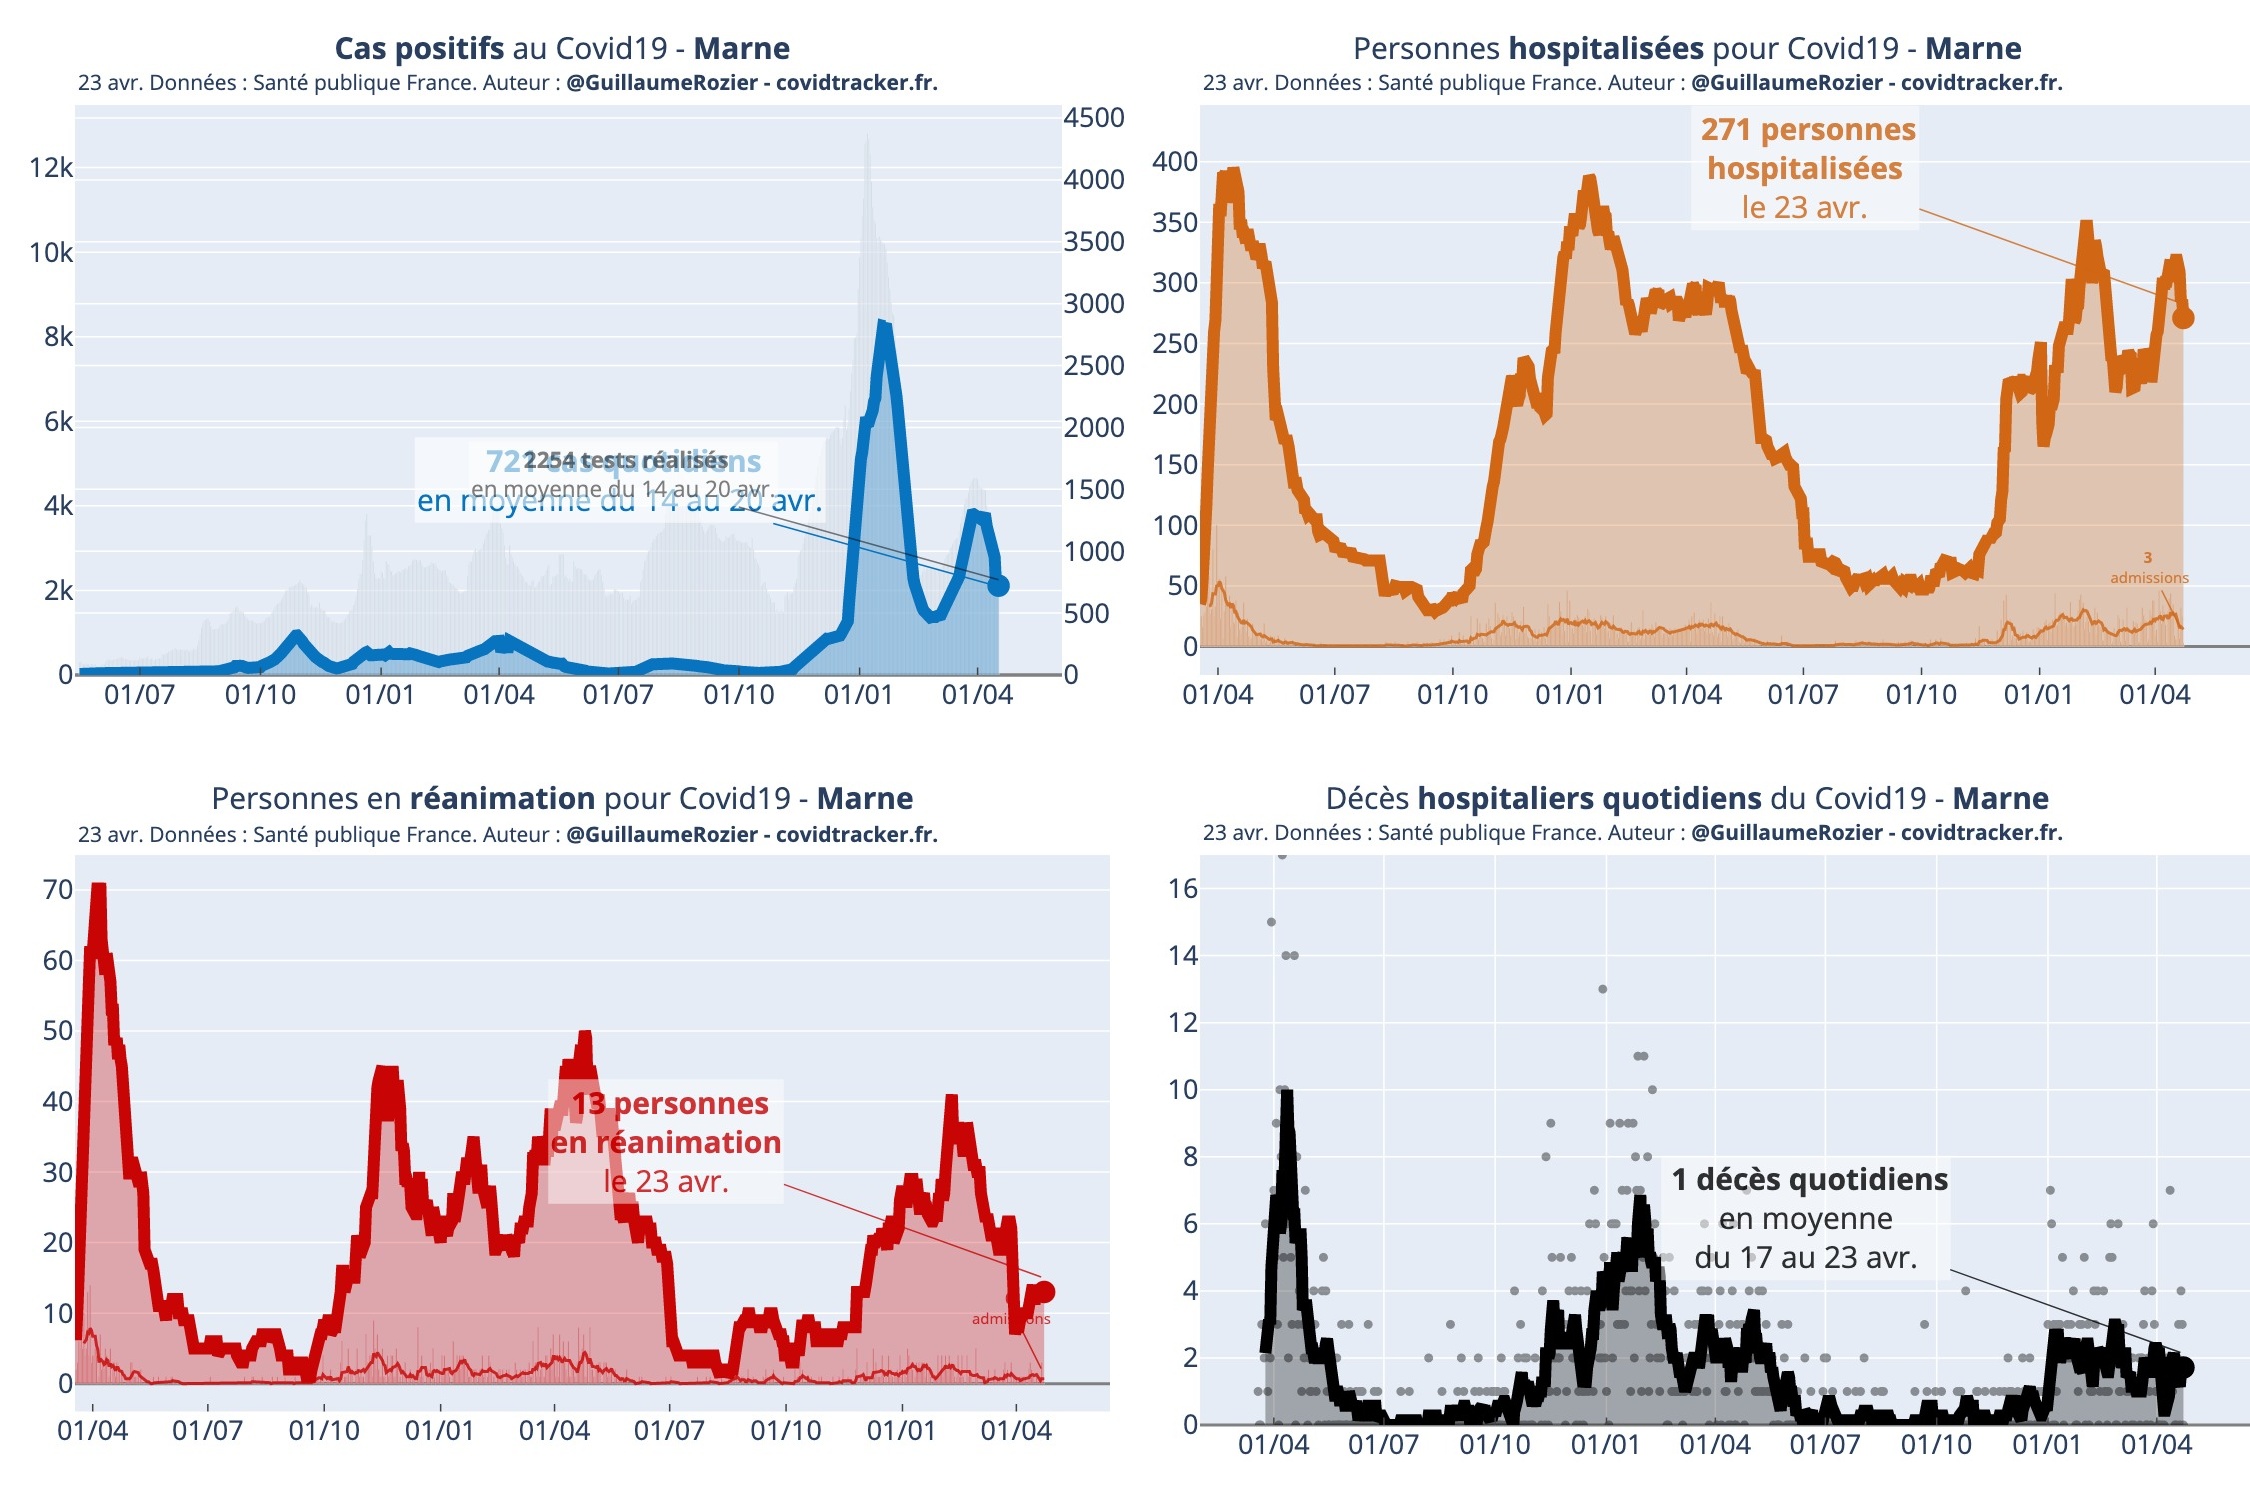 Cas positifs au Covid19 - Marne
23 avr. Données : Santé publique France. Auteur : @GuillaumeRozier - covidtracker.fr.
12k
10k
8k
6k
4k
2k
0
4500
4000
3500
3000
2500
2000
1500
1000
500
0
721 cas quotidiens
en moyenne du 14 au 20 avr.
2254 tests réalisés
en moyenne du 14 au 20 avr.
01/07 01/10 01/01 01/04 01/07 01/10 01/01 01/04
Personnes hospitalisées pour Covid19 - Marne
23 avr. Données : Santé publique France. Auteur : @GuillaumeRozier - covidtracker.fr.
400
350
300
250
200
150
100
50
0
271 personnes
hospitalisées
le 23 avr.
3
admissions
01/04 01/07 01/10 01/01 01/04 01/07 01/10 01/01 01/04
Personnes en réanimation pour Covid19 - Marne
23 avr. Données : Santé publique France. Auteur : @GuillaumeRozier - covidtracker.fr.
70
60
50
40
30
20
10
0
13 personnes
en réanimation
le 23 avr.
admissions
01/04 01/07 01/10 01/01 01/04 01/07 01/10 01/01 01/04
Décès hospitaliers quotidiens du Covid19 - Marne
23 avr. Données : Santé publique France. Auteur : @GuillaumeRozier - covidtracker.fr.
16
14
12
10
8
6
4
2
0
1 décès quotidiens
en moyenne
du 17 au 23 avr.
01/04 01/07 01/10 01/01 01/04 01/07 01/10 01/01 01/04